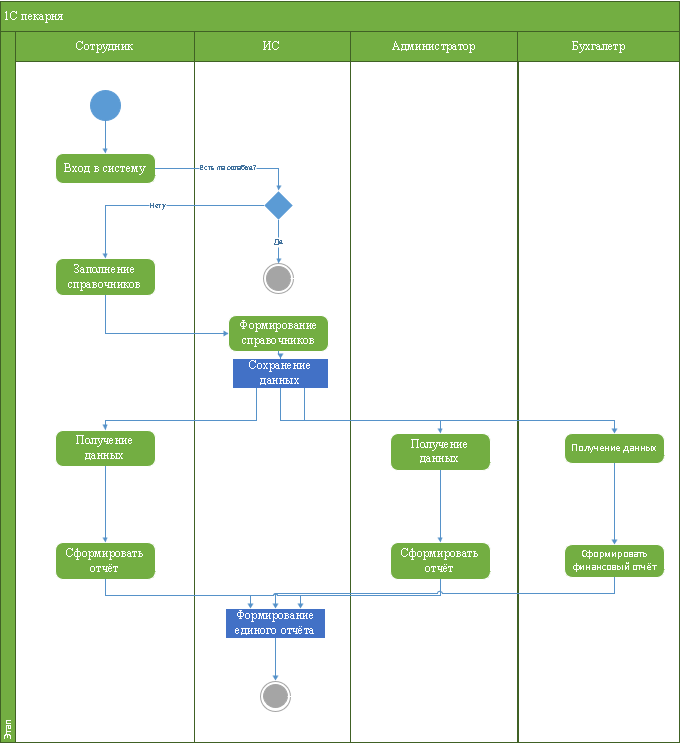 1С пекарня
Сотрудник
ИС
Администратор
Бухгалетр
Вход в систему
Есть ли ошибка?
Нету
Да
Заполнение
справочников
Формирование
справочников
Сохранение
данных
Получение
данных
Получение
данных
Получение данных
Сформировать
отчёт
Сформировать
отчёт
Сформировать
финансовый отчёт
Формирование
единого отчёта
Этап